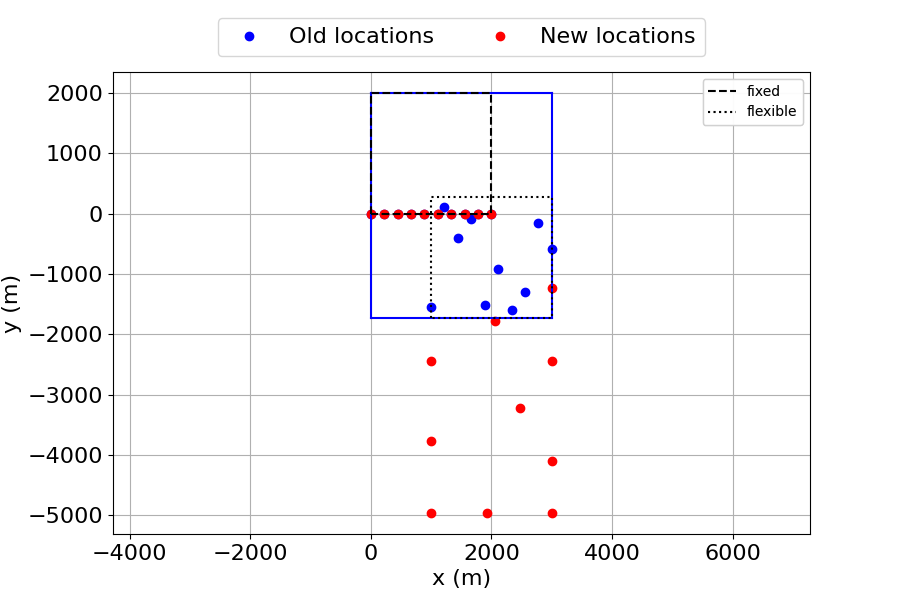 Old locations
New locations
fixed
flexible
2000
1000
0
−1000
−2000
−3000
−4000
−5000
y (m)
−4000
−2000
0
2000
4000
6000
x (m)